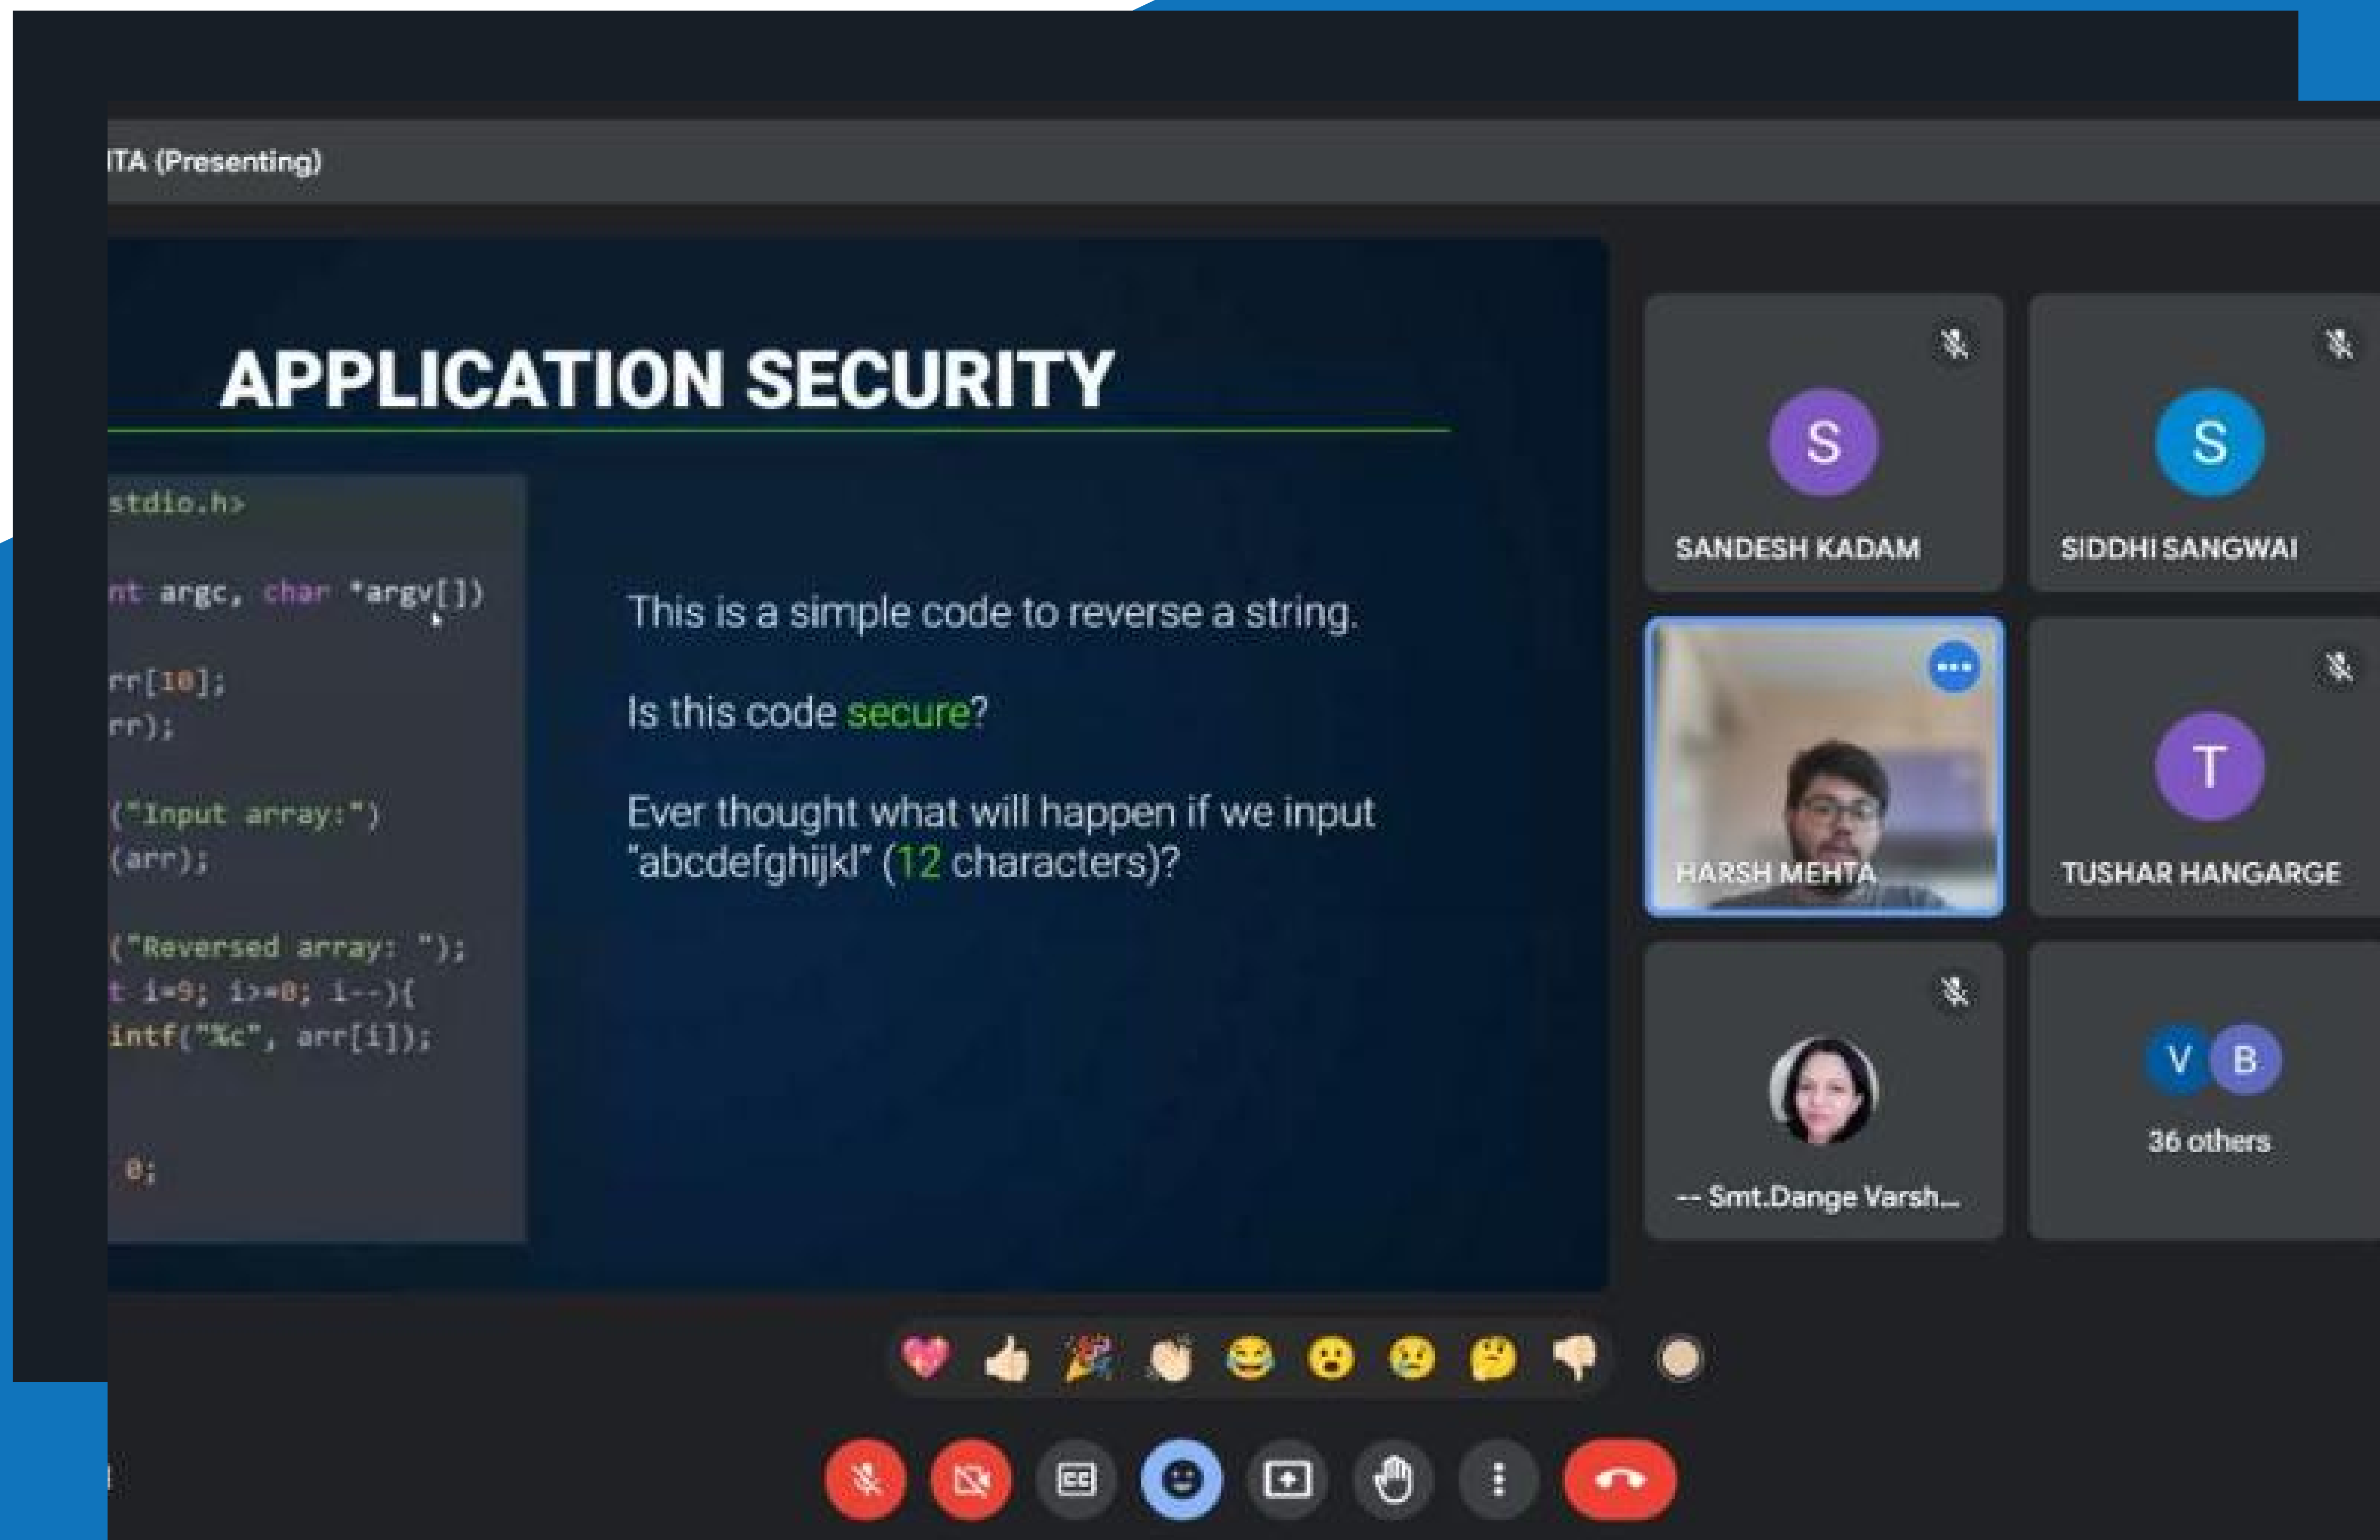 ITA (Presenting)
APPLICATION SECURITY
stdio.h>
nt argc, char *argv[])
rr[10];
rr);
("Input array:")
(arr);
("Reversed array: ");
t i=9; i>=0; i--){
intf("%c", arr[i]);
0;
This is a simple code to reverse a string.
Is this code secure?
Ever thought what will happen if we input
"abcdefghijkl" (12 characters)?
S
SANDESH KADAM
S
SIDDHI SANGWAI
HARSH MEHTA
T
TUSHAR HANGARGE
-- Smt.Dange Varsh...
V B
36 others
CC